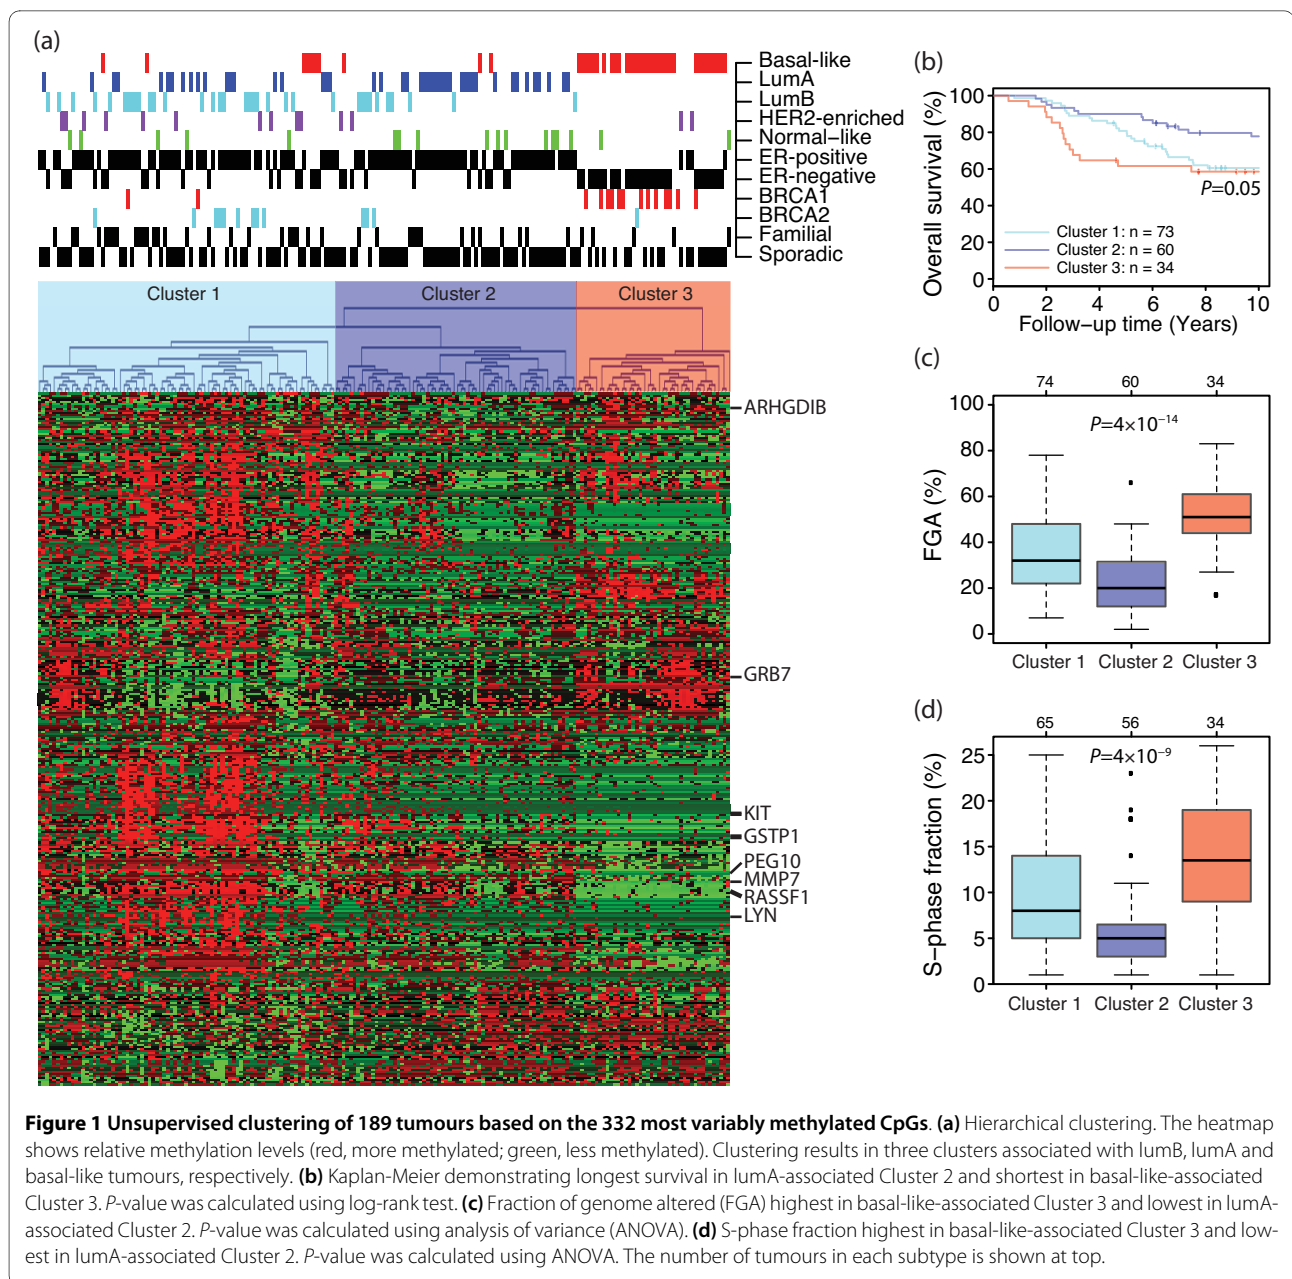 (a)
Basal-like
LumA
LumB
HER2-enriched
Normal-like
ER-positive
ER-negative
BRCA1
BRCA2
Familial
Sporadic
Cluster 1
Cluster 2
Cluster 3
ARHGDIB
GRB7
KIT
GSTP1
PEG10
MMP7
RASSF1
LYN
(b)
Overall survival (%)
100
80
60
40
20
0
P=0.05
Cluster 1: n = 73
Cluster 2: n = 60
Cluster 3: n = 34
0 2 4 6 8 10
Follow-up time (Years)
(c)
74 60 34
FGA (%)
100
80
60
40
20
0
P=4×10⁻¹⁴
Cluster 1 Cluster 2 Cluster 3
(d)
65 56 34
S-phase fraction (%)
25
20
15
10
5
0
P=4×10⁻⁹
Cluster 1 Cluster 2 Cluster 3
Figure 1 Unsupervised clustering of 189 tumours based on the 332 most variably methylated CpGs. (a) Hierarchical clustering. The heatmap
shows relative methylation levels (red, more methylated; green, less methylated). Clustering results in three clusters associated with lumB, lumA and
basal-like tumours, respectively. (b) Kaplan-Meier demonstrating longest survival in lumA-associated Cluster 2 and shortest in basal-like-associated
Cluster 3. P-value was calculated using log-rank test. (c) Fraction of genome altered (FGA) highest in basal-like-associated Cluster 3 and lowest in lumA-
associated Cluster 2. P-value was calculated using analysis of variance (ANOVA). (d) S-phase fraction highest in basal-like-associated Cluster 3 and low-
est in lumA-associated Cluster 2. P-value was calculated using ANOVA. The number of tumours in each subtype is shown at top.